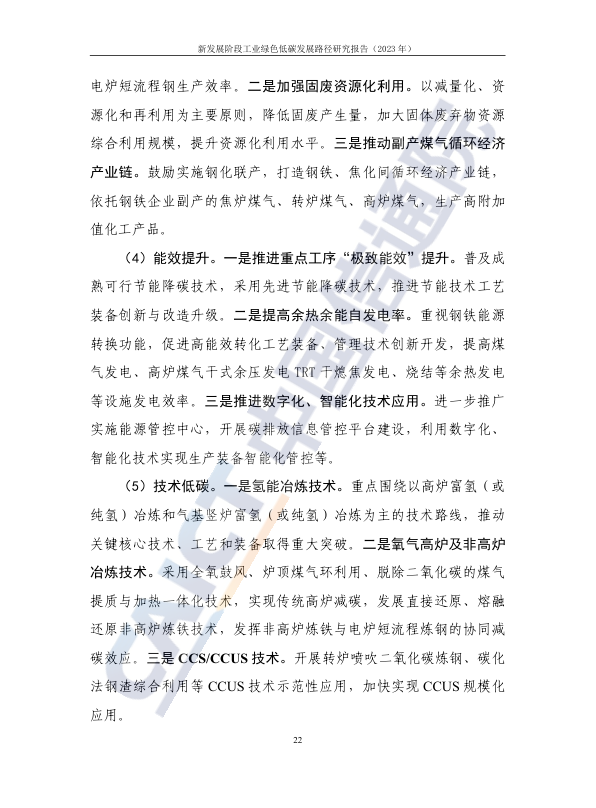 新发展阶段工业绿色低碳发展路径研究报告（2023 年）
电炉短流程钢生产效率。二是加强固废资源化利用。以减量化、资
源化和再利用为主要原则，降低固废产生量，加大固体废弃物资源
综合利用规模，提升资源化利用水平。三是推动副产煤气循环经济
产业链。鼓励实施钢化联产，打造钢铁、焦化间循环经济产业链，
依托钢铁企业副产的焦炉煤气、转炉煤气、高炉煤气，生产高附加
值化工产品。
（4）能效提升。一是推进重点工序“极致能效”提升。普及成
熟可行节能降碳技术，采用先进节能降碳技术，推进节能技术工艺
装备创新与改造升级。二是提高余热余能自发电率。重视钢铁能源
转换功能，促进高能效转化工艺装备、管理技术创新开发，提高煤
气发电、高炉煤气干式余压发电 TRT 干熄焦发电、烧结等余热发电
等设施发电效率。三是推进数字化、智能化技术应用。进一步推广
实施能源管控中心，开展碳排放信息管控平台建设，利用数字化、
智能化技术实现生产装备智能化管控等。
（5）技术低碳。一是氢能冶炼技术。重点围绕以高炉富氢（或
纯氢）冶炼和气基竖炉富氢（或纯氢）冶炼为主的技术路线，推动
关键核心技术、工艺和装备取得重大突破。二是氧气高炉及非高炉
冶炼技术。采用全氧鼓风、炉顶煤气环利用、脱除二氧化碳的煤气
提质与加热一体化技术，实现传统高炉减碳，发展直接还原、熔融
还原非高炉炼铁技术，发挥非高炉炼铁与电炉短流程炼钢的协同减
碳效应。三是 CCS/CCUS 技术。开展转炉喷吹二氧化碳炼钢、碳化
法钢渣综合利用等 CCUS 技术示范性应用，加快实现 CCUS 规模化
应用。
22
CAICT 中国信通院